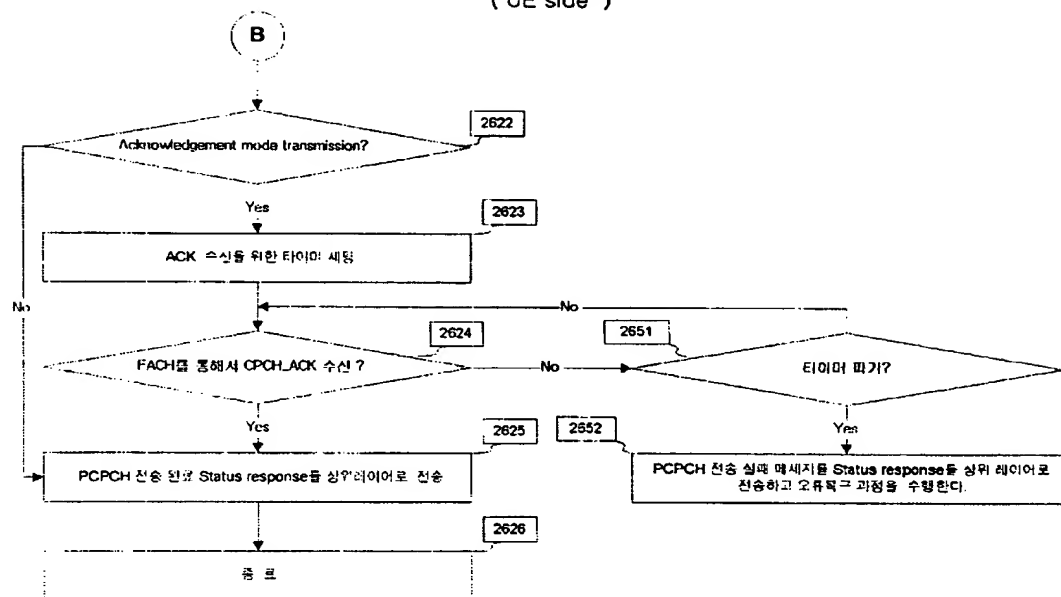 ( UE side )
B
2622
Acknowledgement mode transmission?
Yes
2623
ACK 수신를 위한 타이머 세팅
No
No
2624
2651
FACH를 통해서 CPCH_ACK 수신 ?
No
타이머 파기?
Yes
Yes
2625
2652
PCPCH 전송 완료 Status response를 상위레이어로 전송
PCPCH 전송 실패 메세지를 Status response를 상위 레이어로
전송하고 오류복구 과정을 수행한다.
2626
종 료